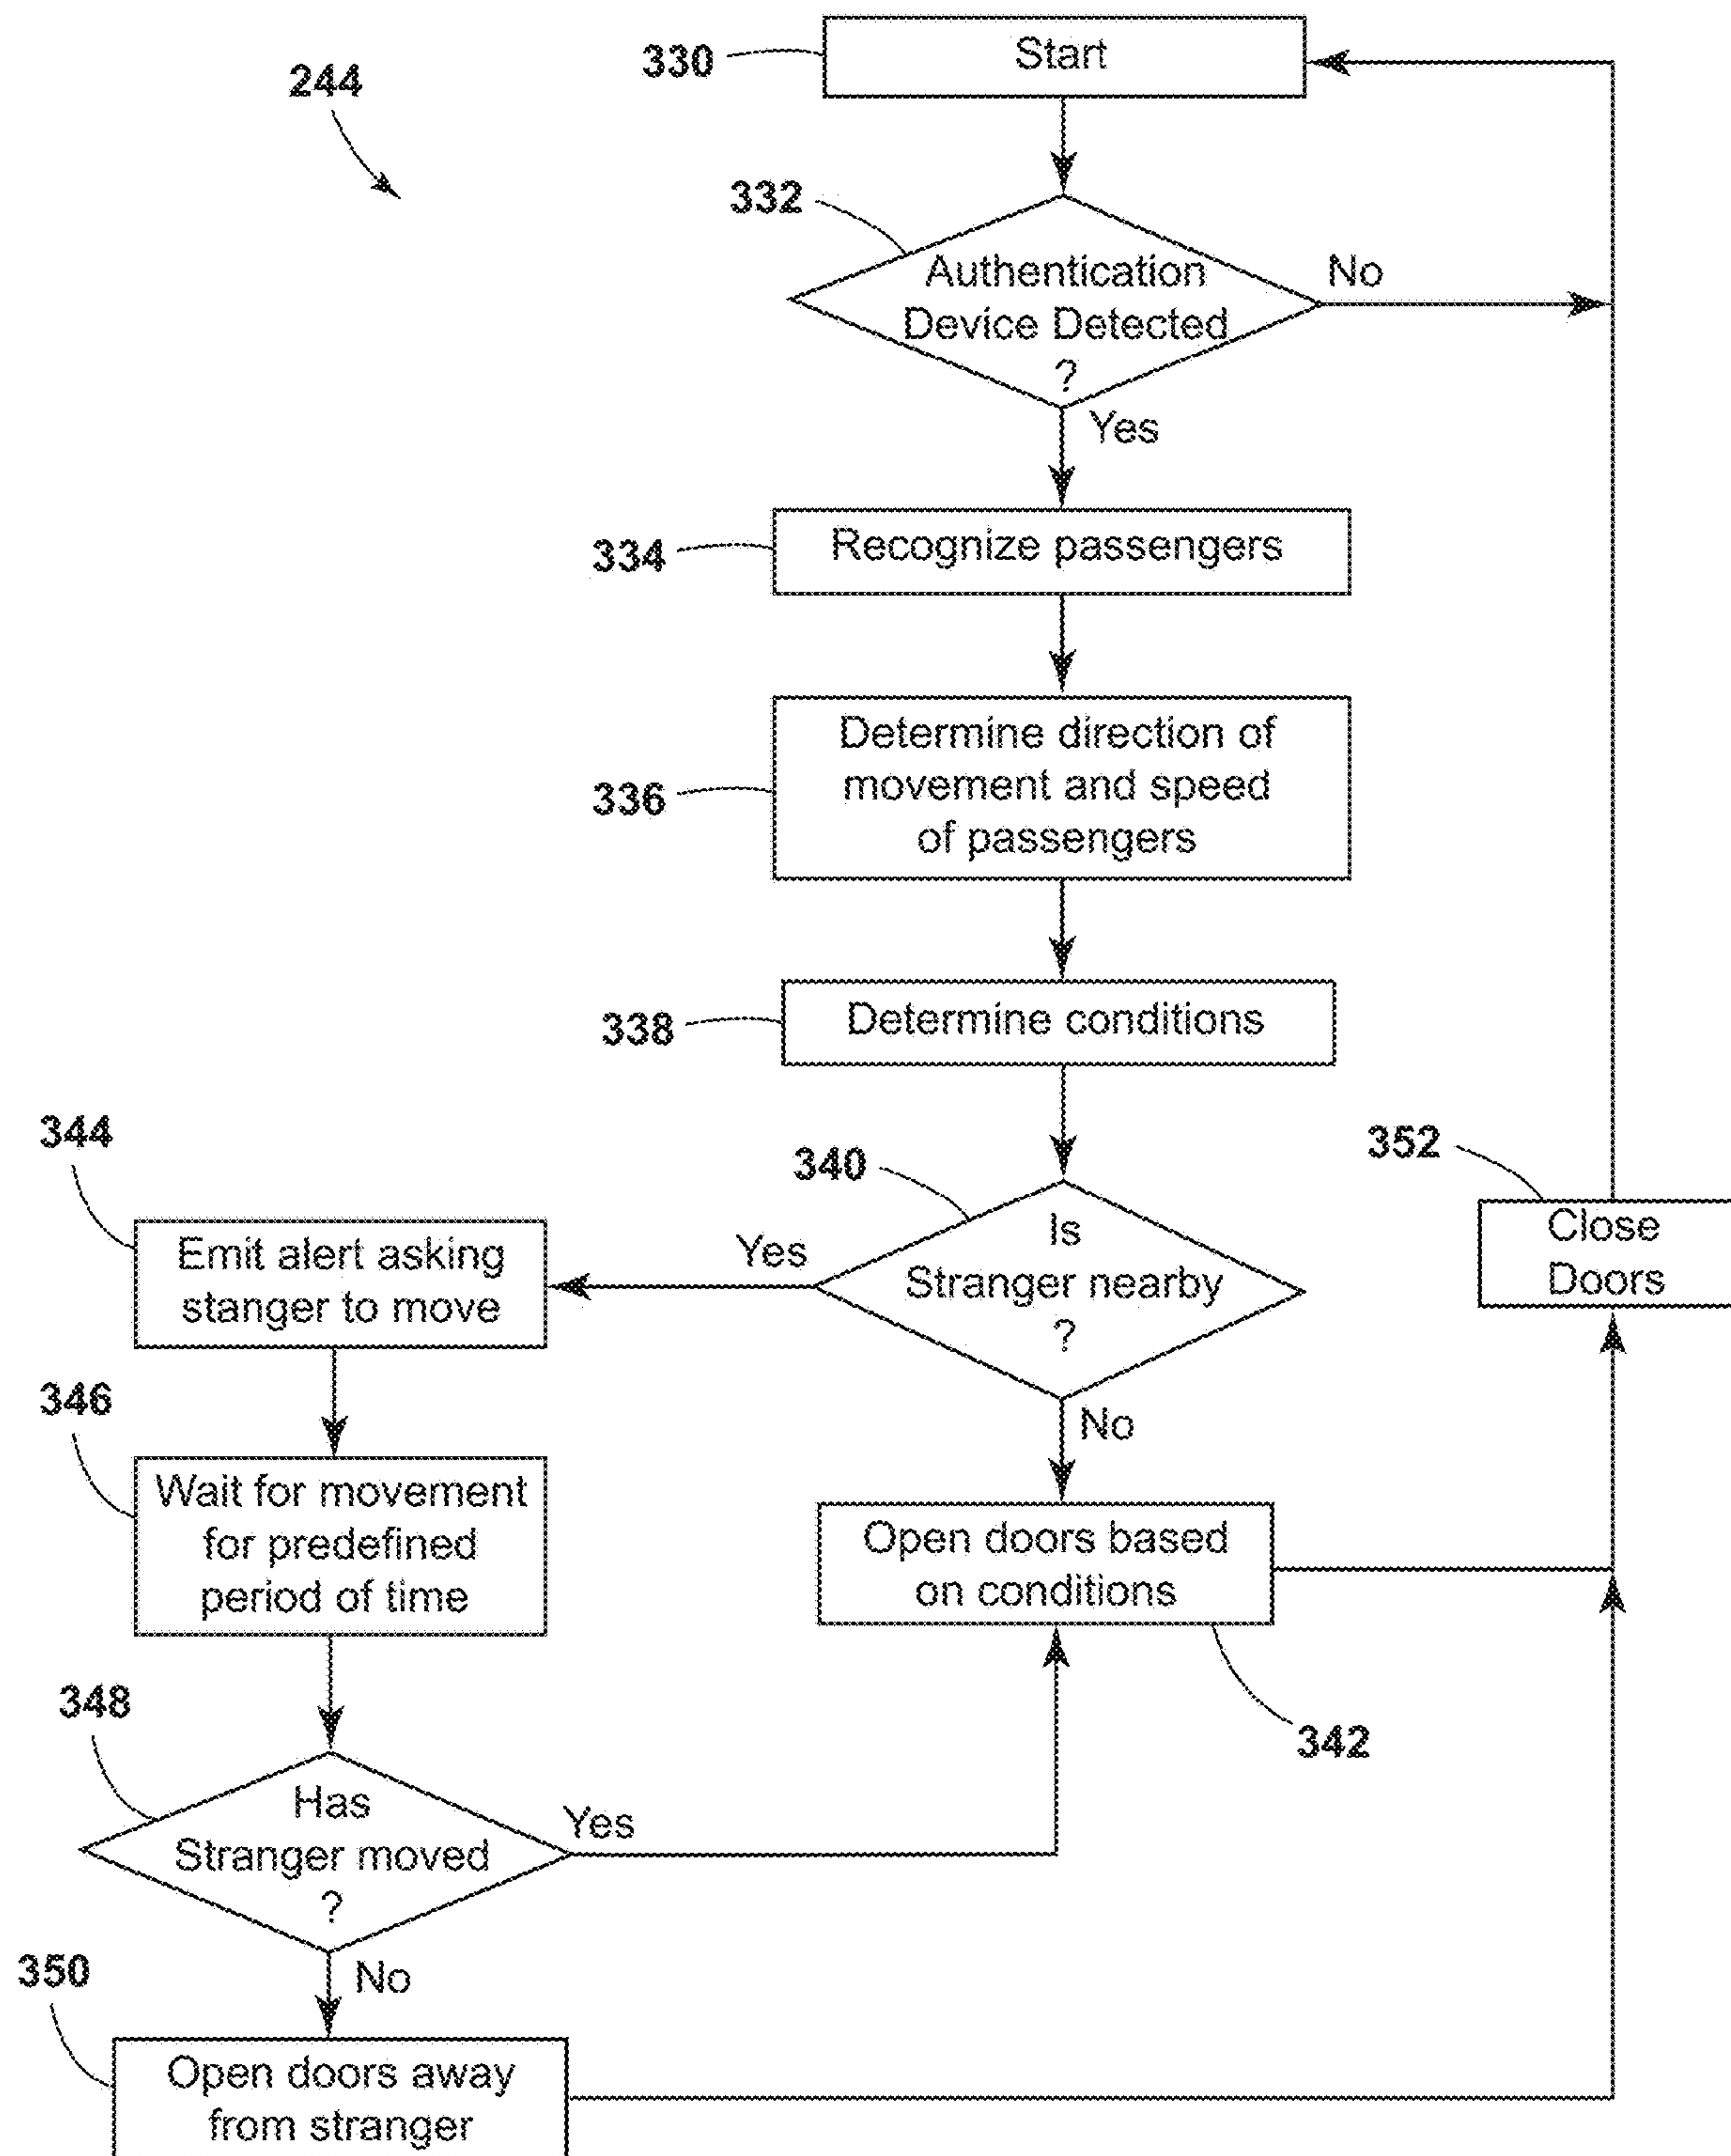 330
Start
244
332
Authentication
Device Detected
?
No
Yes
334
Recognize passengers
336
Determine direction of
movement and speed
of passengers
338
Determine conditions
344
340
352
Is
Stranger nearby
?
Close
Doors
Yes
Emit alert asking
stanger to move
No
346
Wait for movement
for predefined
period of time
Open doors based
on conditions
342
348
Has
Stranger moved
?
Yes
No
350
Open doors away
from stranger